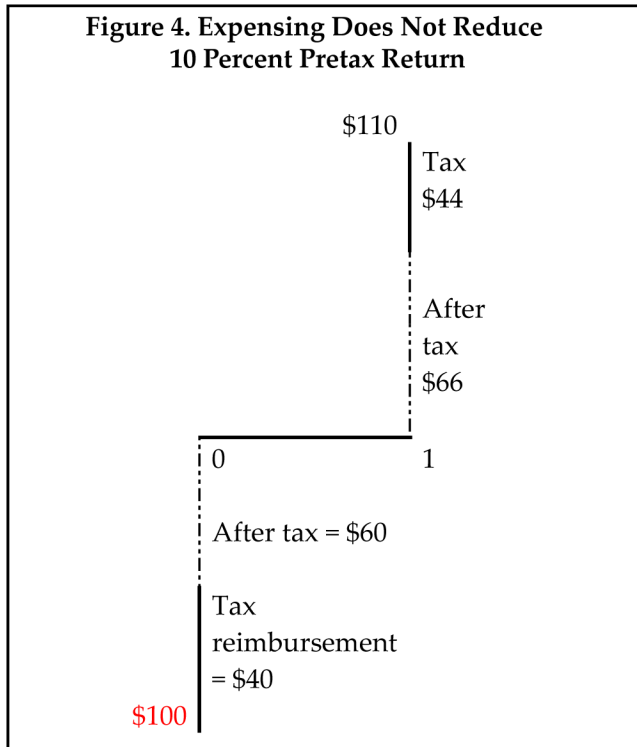 Figure 4. Expensing Does Not Reduce
10 Percent Pretax Return
$110
Tax
$44
After
tax
$66
0
1
After tax = $60
Tax
reimbursement
= $40
$100